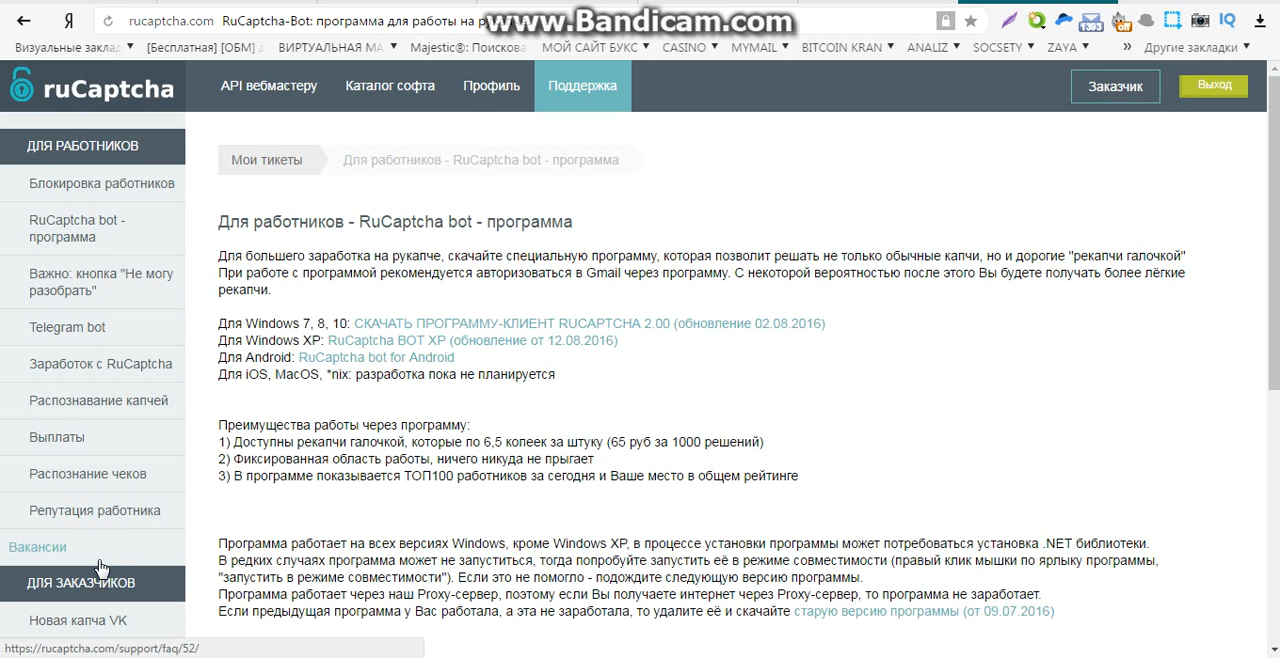 rucaptcha.com RuCaptcha-Bot: программа для работы на
www.Bandicam.com
Визуальные заклад
[Бесплатная] [ОБМ]
ВИРТУАЛЬНАЯ МА
Majestic®: Поискова
МОЙ САЙТ БУКС
CASINO
MYMAIL
BITCOIN KRAN
ANALIZ
SOCSETY
ZAYA
» Другие закладки
ruCaptcha
API вебмастеру
Каталог софта
Профиль
Поддержка
Заказчик
Выход
ДЛЯ РАБОТНИКОВ
Блокировка работников
RuCaptcha bot -
программа
Важно: кнопка "Не могу
разобрать"
Telegram bot
Заработок с RuCaptcha
Распознавание капчей
Выплаты
Распознание чеков
Репутация работника
Вакансии
ДЛЯ ЗАКАЗЧИКОВ
Новая капча VK
https://rucaptcha.com/support/faq/52/
Мои тикеты
Для работников - RuCaptcha bot - программа
Для работников - RuCaptcha bot - программа
Для большего заработка на рукапче, скачайте специальную программу, которая позволит решать не только обычные капчи, но и дорогие "рекапчи галочкой"
При работе с программой рекомендуется авторизоваться в Gmail через программу. С некоторой вероятностью после этого Вы будете получать более лёгкие
рекапчи.
Для Windows 7, 8, 10: СКАЧАТЬ ПРОГРАММУ-КЛИЕНТ RUCAPTCHA 2.00 (обновление 02.08.2016)
Для Windows XP: RuCaptcha BOT XP (обновление от 12.08.2016)
Для Android: RuCaptcha bot for Android
Для iOS, MacOS, *nix: разработка пока не планируется
Преимущества работы через программу:
1) Доступны рекапчи галочкой, которые по 6,5 копеек за штуку (65 руб за 1000 решений)
2) Фиксированная область работы, ничего никуда не прыгает
3) В программе показывается ТОП100 работников за сегодня и Ваше место в общем рейтинге
Программа работает на всех версиях Windows, кроме Windows XP, в процессе установки программы может потребоваться установка .NET библиотеки.
В редких случаях программа может не запуститься, тогда попробуйте запустить её в режиме совместимости (правый клик мышки по ярлыку программы,
"запустить в режиме совместимости"). Если это не помогло - подождите следующую версию программы.
Программа работает через наш Proxy-сервер, поэтому если Вы получаете интернет через Proxy-сервер, то программа не заработает.
Если предыдущая программа у Вас работала, а эта не заработала, то удалите её и скачайте старую версию программы (от 09.07.2016)